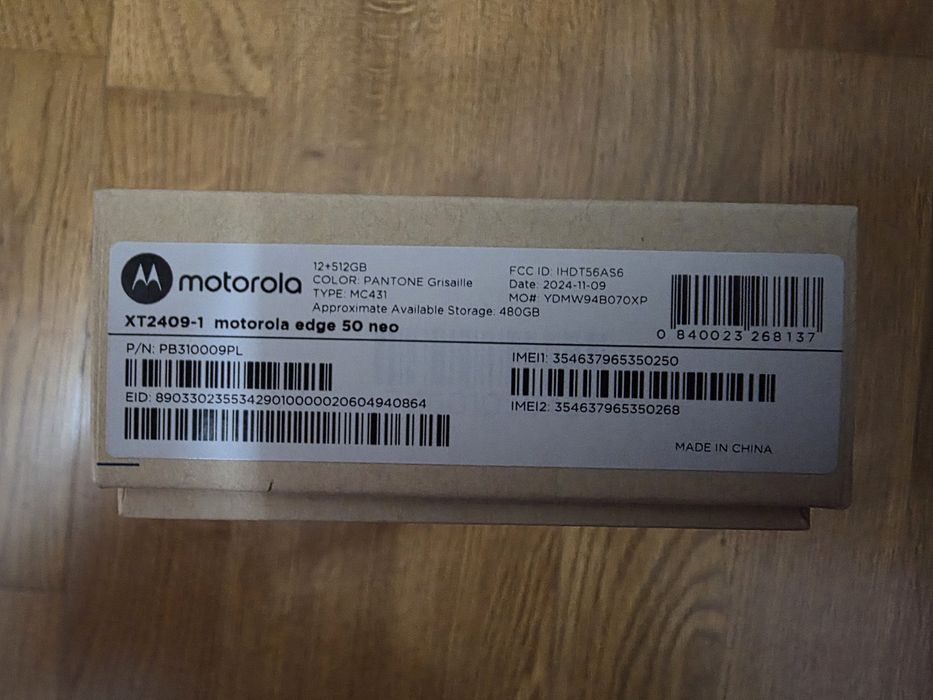 motorola
12+512GB
COLOR: PANTONE Grisaille
TYPE: MC431
Approximate Available Storage: 480GB
FCC ID: IHDT56AS6
Date: 2024-11-09
MO#: YDMW94B070XP
0 840023 268137
XT2409-1 motorola edge 50 neo
P/N: PB310009PL
EID: 89033023553429010000020604940864
IMEI1: 354637965350250
IMEI2: 354637965350268
MADE IN CHINA